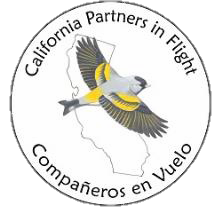 California Partners in Flight
Compañeros en Vuelo